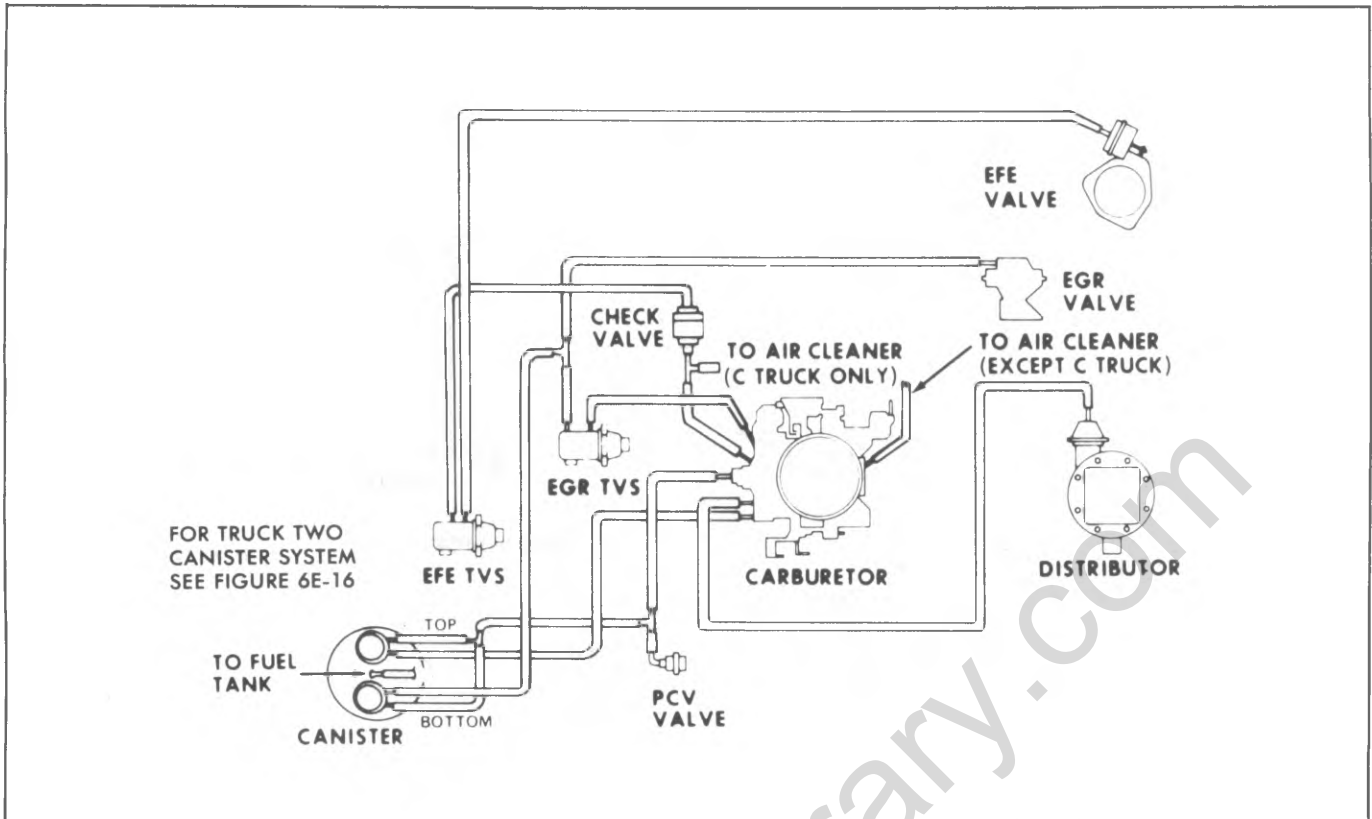 EFE
VALVE
EGR
VALVE
CHECK
VALVE
TO AIR CLEANER
(C TRUCK ONLY)
TO AIR CLEANER
(EXCEPT C TRUCK)
EGR TVS
FOR TRUCK TWO
CANISTER SYSTEM
SEE FIGURE 6E-16
EFE TVS
CARBURETOR
DISTRIBUTOR
TOP
TO FUEL
TANK
BOTTOM
CANISTER
PCV
VALVE
rary.com